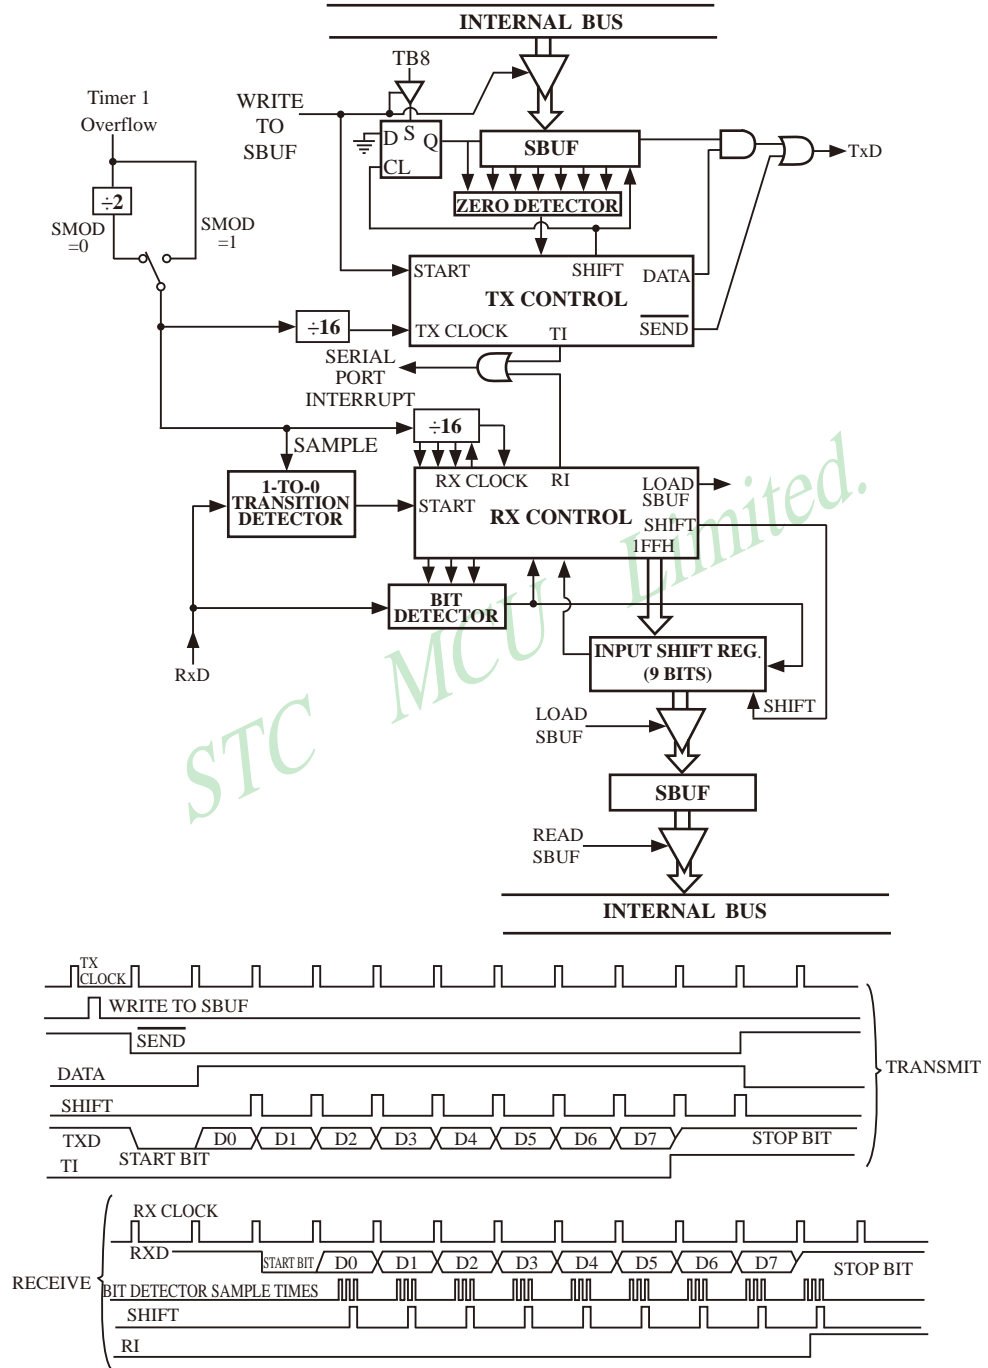 INTERNAL BUS
TB8
Timer 1
Overflow
WRITE
TO
SBUF
D S Q
CL
SBUF
TxD
÷2
ZERO DETECTOR
SMOD
=0
SMOD
=1
START
SHIFT
DATA
TX CONTROL
÷16
TX CLOCK
TI
SEND
SERIAL
PORT
INTERRUPT
÷16
SAMPLE
1-TO-0
TRANSITION
DETECTOR
RX CLOCK
RI
LOAD
SBUF
START
RX CONTROL
SHIFT
1FFH
BIT
DETECTOR
RxD
INPUT SHIFT REG.
(9 BITS)
SHIFT
LOAD
SBUF
SBUF
READ
SBUF
INTERNAL BUS
STC MCU Limited.
TX
CLOCK
WRITE TO SBUF
SEND
DATA
TRANSMIT
SHIFT
TXD D0 D1 D2 D3 D4 D5 D6 D7 STOP BIT
START BIT
TI
RX CLOCK
RXD START BIT D0 D1 D2 D3 D4 D5 D6 D7 STOP BIT
RECEIVE
BIT DETECTOR SAMPLE TIMES
SHIFT
RI